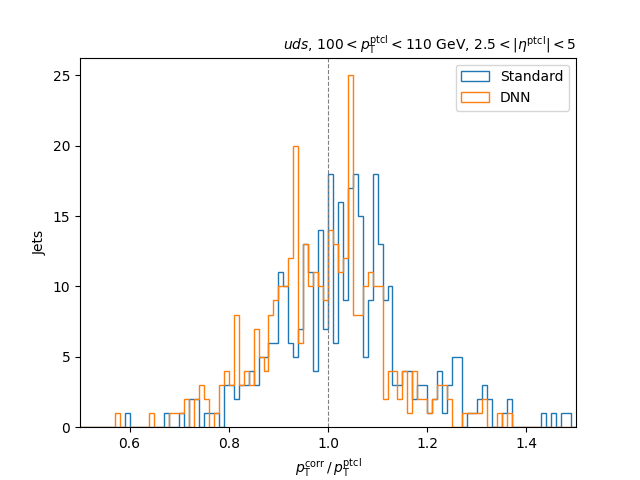 uds, 100 < p_T^ptcl < 110 GeV, 2.5 < |η^ptcl| < 5
Standard
DNN
25
20
15
10
5
0
Jets
0.6 0.8 1.0 1.2 1.4
p_T^corr / p_T^ptcl